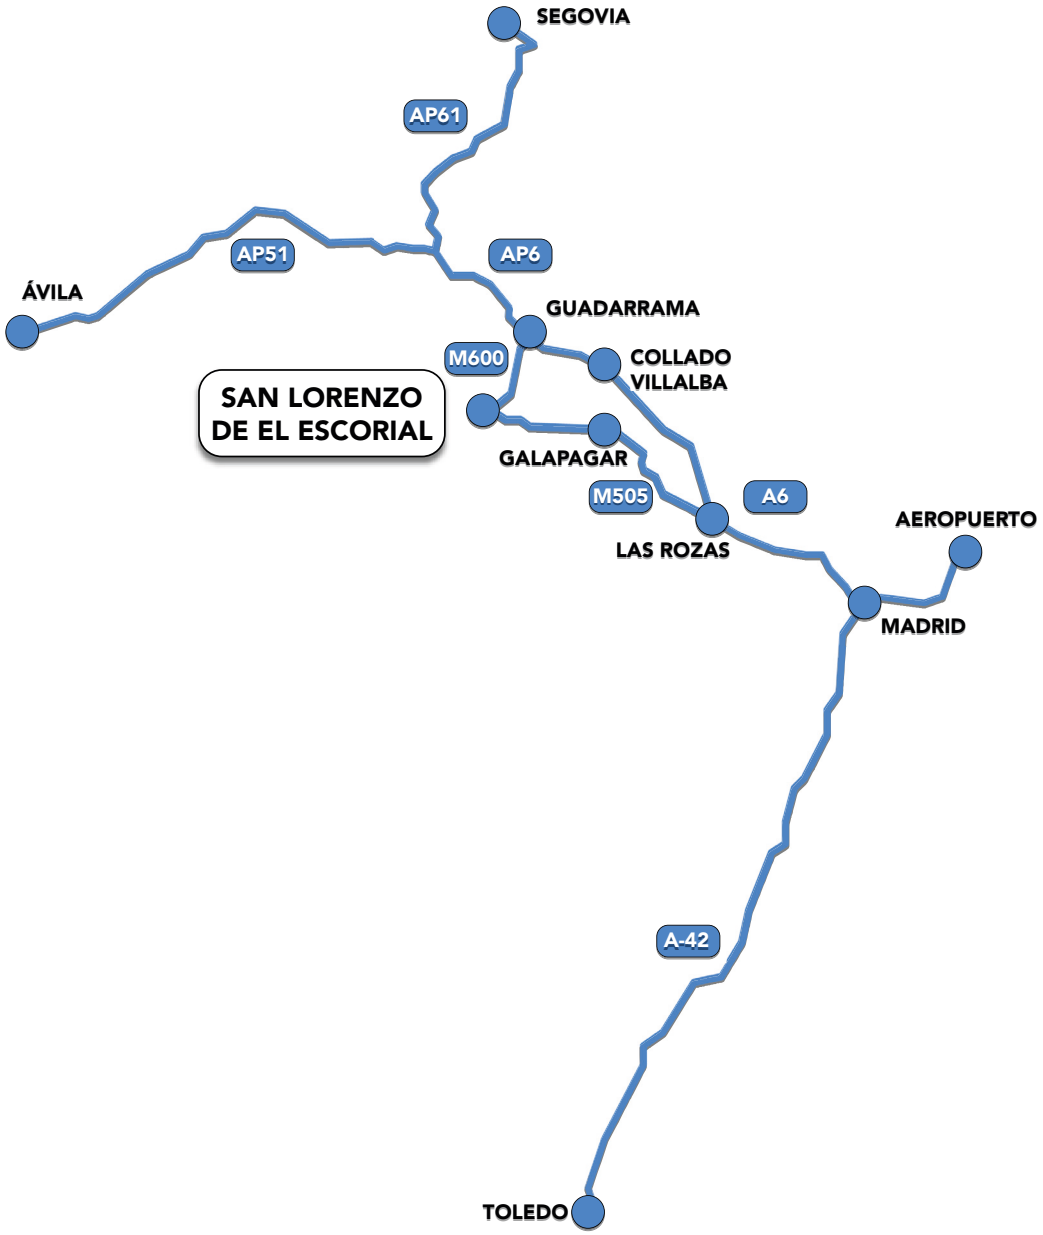 SEGOVIA
AP61
AP51
AP6
ÁVILA
GUADARRAMA
M600
COLLADO
VILLALBA
SAN LORENZO
DE EL ESCORIAL
GALAPAGAR
M505
A6
AEROPUERTO
LAS ROZAS
MADRID
A-42
TOLEDO